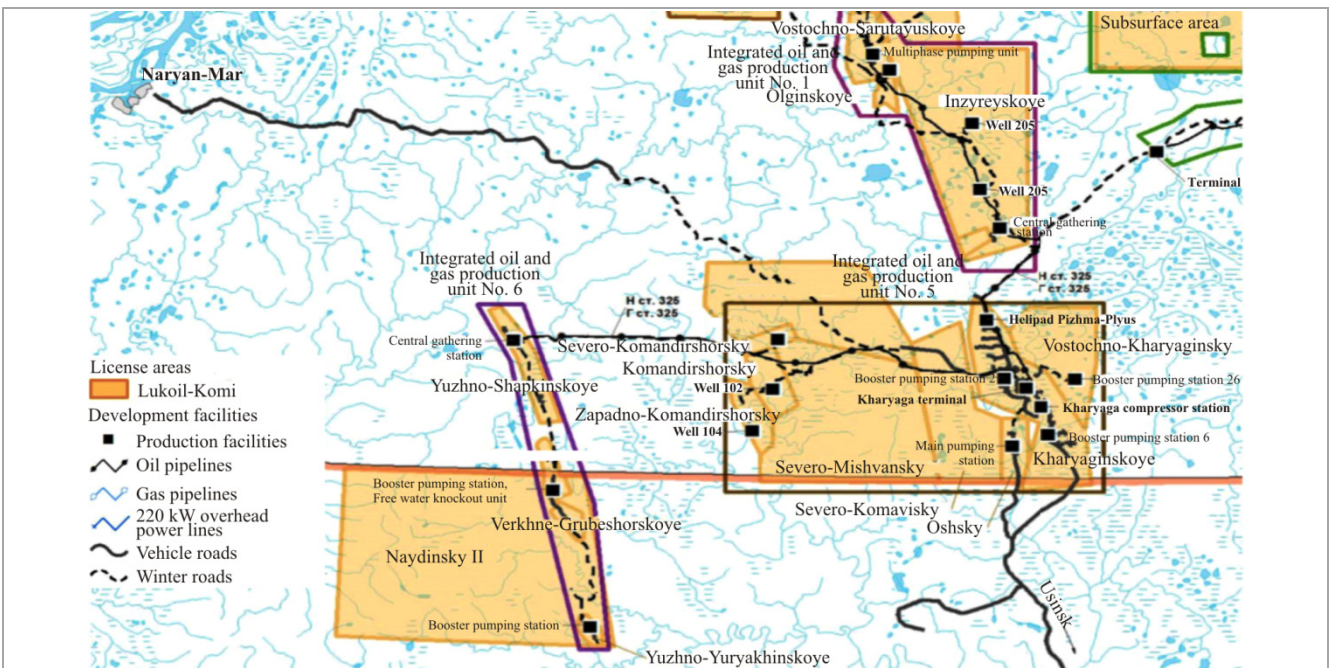 Vostochno-Sarutayuskoye
Multiphase pumping unit
Integrated oil and
gas production
unit No. 1
Olginskoye
Subsurface area
Naryan-Mar
Inzyreyskoye
Well 205
Terminal
Well 205
Central gathering
station
Integrated oil and
gas production
unit No. 6
Integrated oil and
gas production
unit No. 5
Н ст. 325
Г ст. 325
Н ст. 325
Г ст. 325
Helipad Pizhma-Plyus
Central gathering
station
Severo-Komandirshorsky
Vostochno-Kharyaginsky
Komandirshorsky
Yuzhno-Shapkinskoye
Well 102
Booster pumping station 2
Booster pumping station 26
Kharyaga terminal
Zapadno-Komandirshorsky
Kharyaga compressor station
Well 104
Booster pumping station 6
Main pumping
station
Kharyaginskoye
Severo-Mishvansky
Booster pumping station,
Free water knockout unit
Severo-Komavisky
Oshsky
Verkhne-Grubeshorskoye
Naydinsky II
Usinsk
Booster pumping station
Yuzhno-Yuryakhinskoye
License areas
Lukoil-Komi
Development facilities
Production facilities
Oil pipelines
Gas pipelines
220 kW overhead
power lines
Vehicle roads
Winter roads